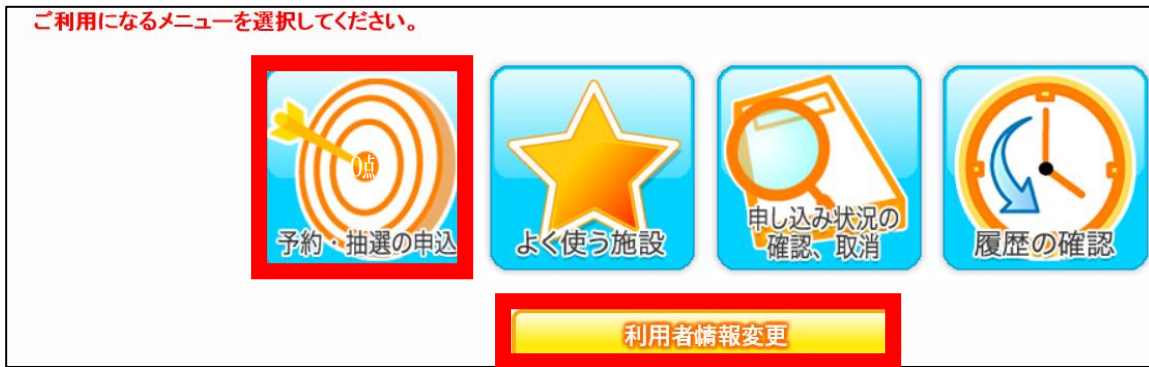 ご利用になるメニューを選択してください。
0点
予約・抽選の申込
よく使う施設
申し込み状況の
確認、取消
履歴の確認
利用者情報変更